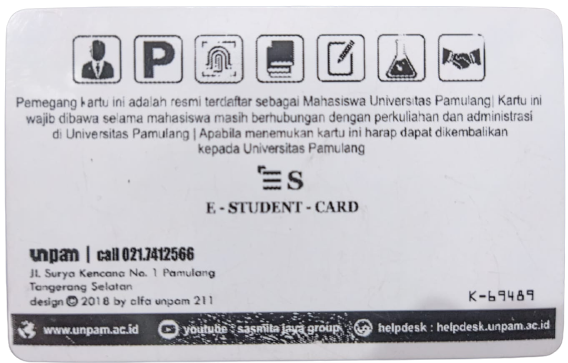 P
Pemegang kartu ini adalah resmi terdaftar sebagai Mahasiswa Universitas Pamulang| Kartu ini
wajib dibawa selama mahasiswa masih berhubungan dengan perkuliahan dan administrasi
di Universitas Pamulang | Apabila menemukan kartu ini harap dapat dikembalikan
kepada Universitas Pamulang
ES
E - STUDENT - CARD
unpam | call 021.7412566
Jl. Surya Kencana No. 1 Pamulang
Tangerang Selatan
design © 2018 by alfa unpam 211
K-69489
www.unpam.ac.id youtube : sasmita jaya group helpdesk : helpdesk.unpam.ac.id